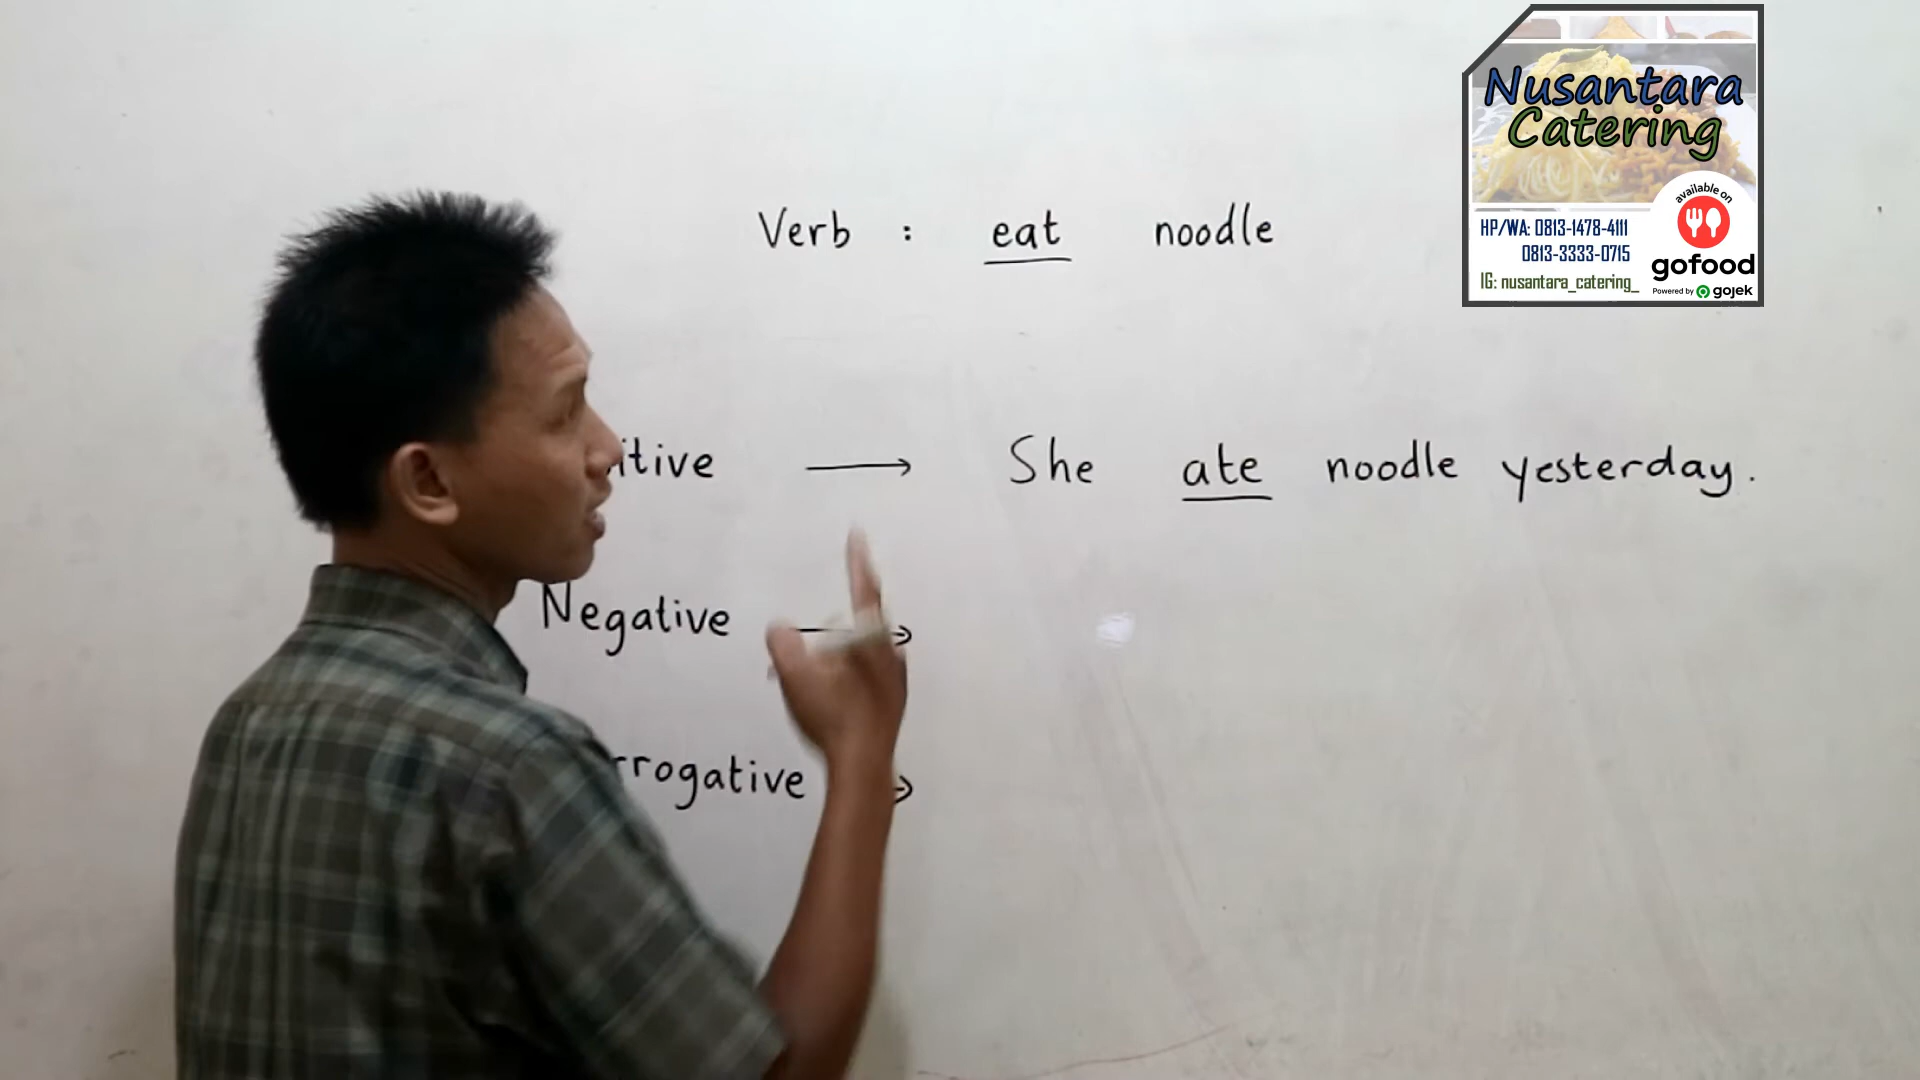 Verb : eat noodle
itive → She ate noodle yesterday.
Negative →
rrogative →
Nusantara
Catering
available on
gofood
Powered by gojek
HP/WA: 0813-1478-4111
0813-3333-0715
IG: nusantara_catering_